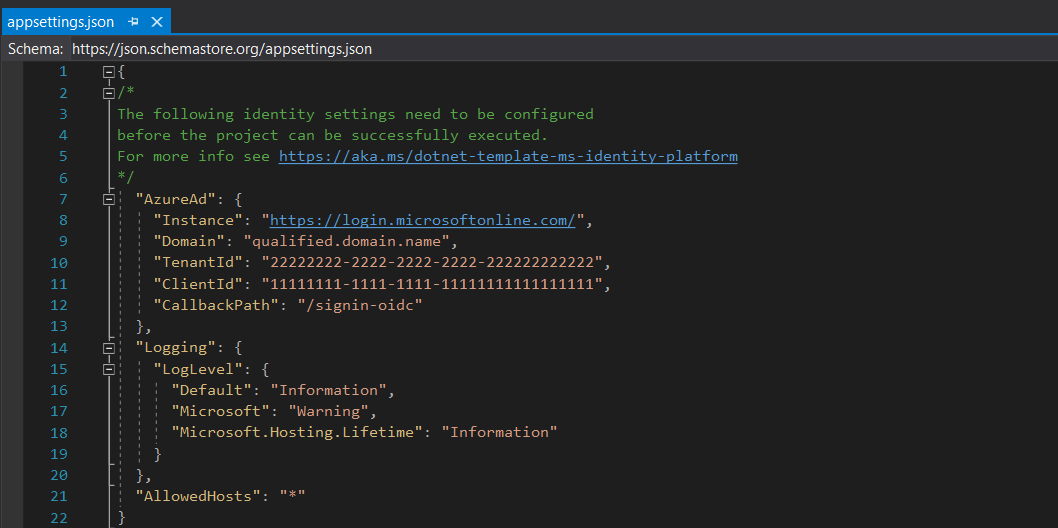 appsettings.json
Schema: https://json.schemastore.org/appsettings.json
1 {
2 /*
3 The following identity settings need to be configured
4 before the project can be successfully executed.
5 For more info see https://aka.ms/dotnet-template-ms-identity-platform
6 */
7 "AzureAd": {
8 "Instance": "https://login.microsoftonline.com/",
9 "Domain": "qualified.domain.name",
10 "TenantId": "22222222-2222-2222-2222-222222222222",
11 "ClientId": "11111111-1111-1111-11111111111111111",
12 "CallbackPath": "/signin-oidc"
13 },
14 "Logging": {
15 "LogLevel": {
16 "Default": "Information",
17 "Microsoft": "Warning",
18 "Microsoft.Hosting.Lifetime": "Information"
19 }
20 },
21 "AllowedHosts": "*"
22 }